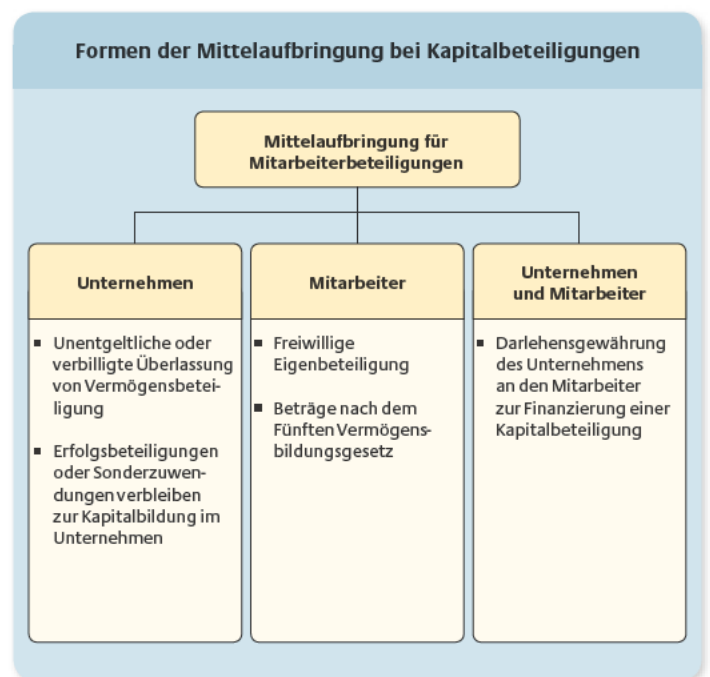 Formen der Mittelaufbringung bei Kapitalbeteiligungen
Mittelaufbringung für
Mitarbeiterbeteiligungen
Unternehmen
▪ Unentgeltliche oder
verbilligte Überlassung
von Vermögensbetei-
ligung
▪ Erfolgsbeteiligungen
oder Sonderzuwen-
dungen verbleiben
zur Kapitalbildung im
Unternehmen
Mitarbeiter
▪ Freiwillige
Eigenbeteiligung
▪ Beträge nach dem
Fünften Vermögens-
bildungsgesetz
Unternehmen
und Mitarbeiter
▪ Darlehensgewährung
des Unternehmens
an den Mitarbeiter
zur Finanzierung einer
Kapitalbeteiligung